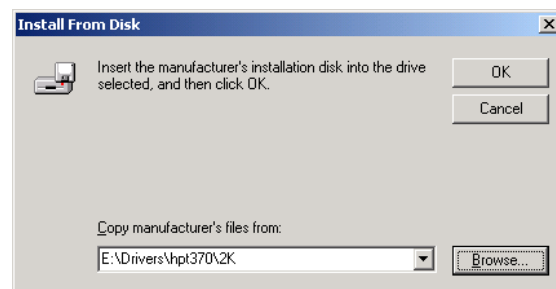 Install From Disk
Insert the manufacturer's installation disk into the drive
selected, and then click OK.
OK
Cancel
Copy manufacturer's files from:
E:\Drivers\hpt370\2K
Browse...